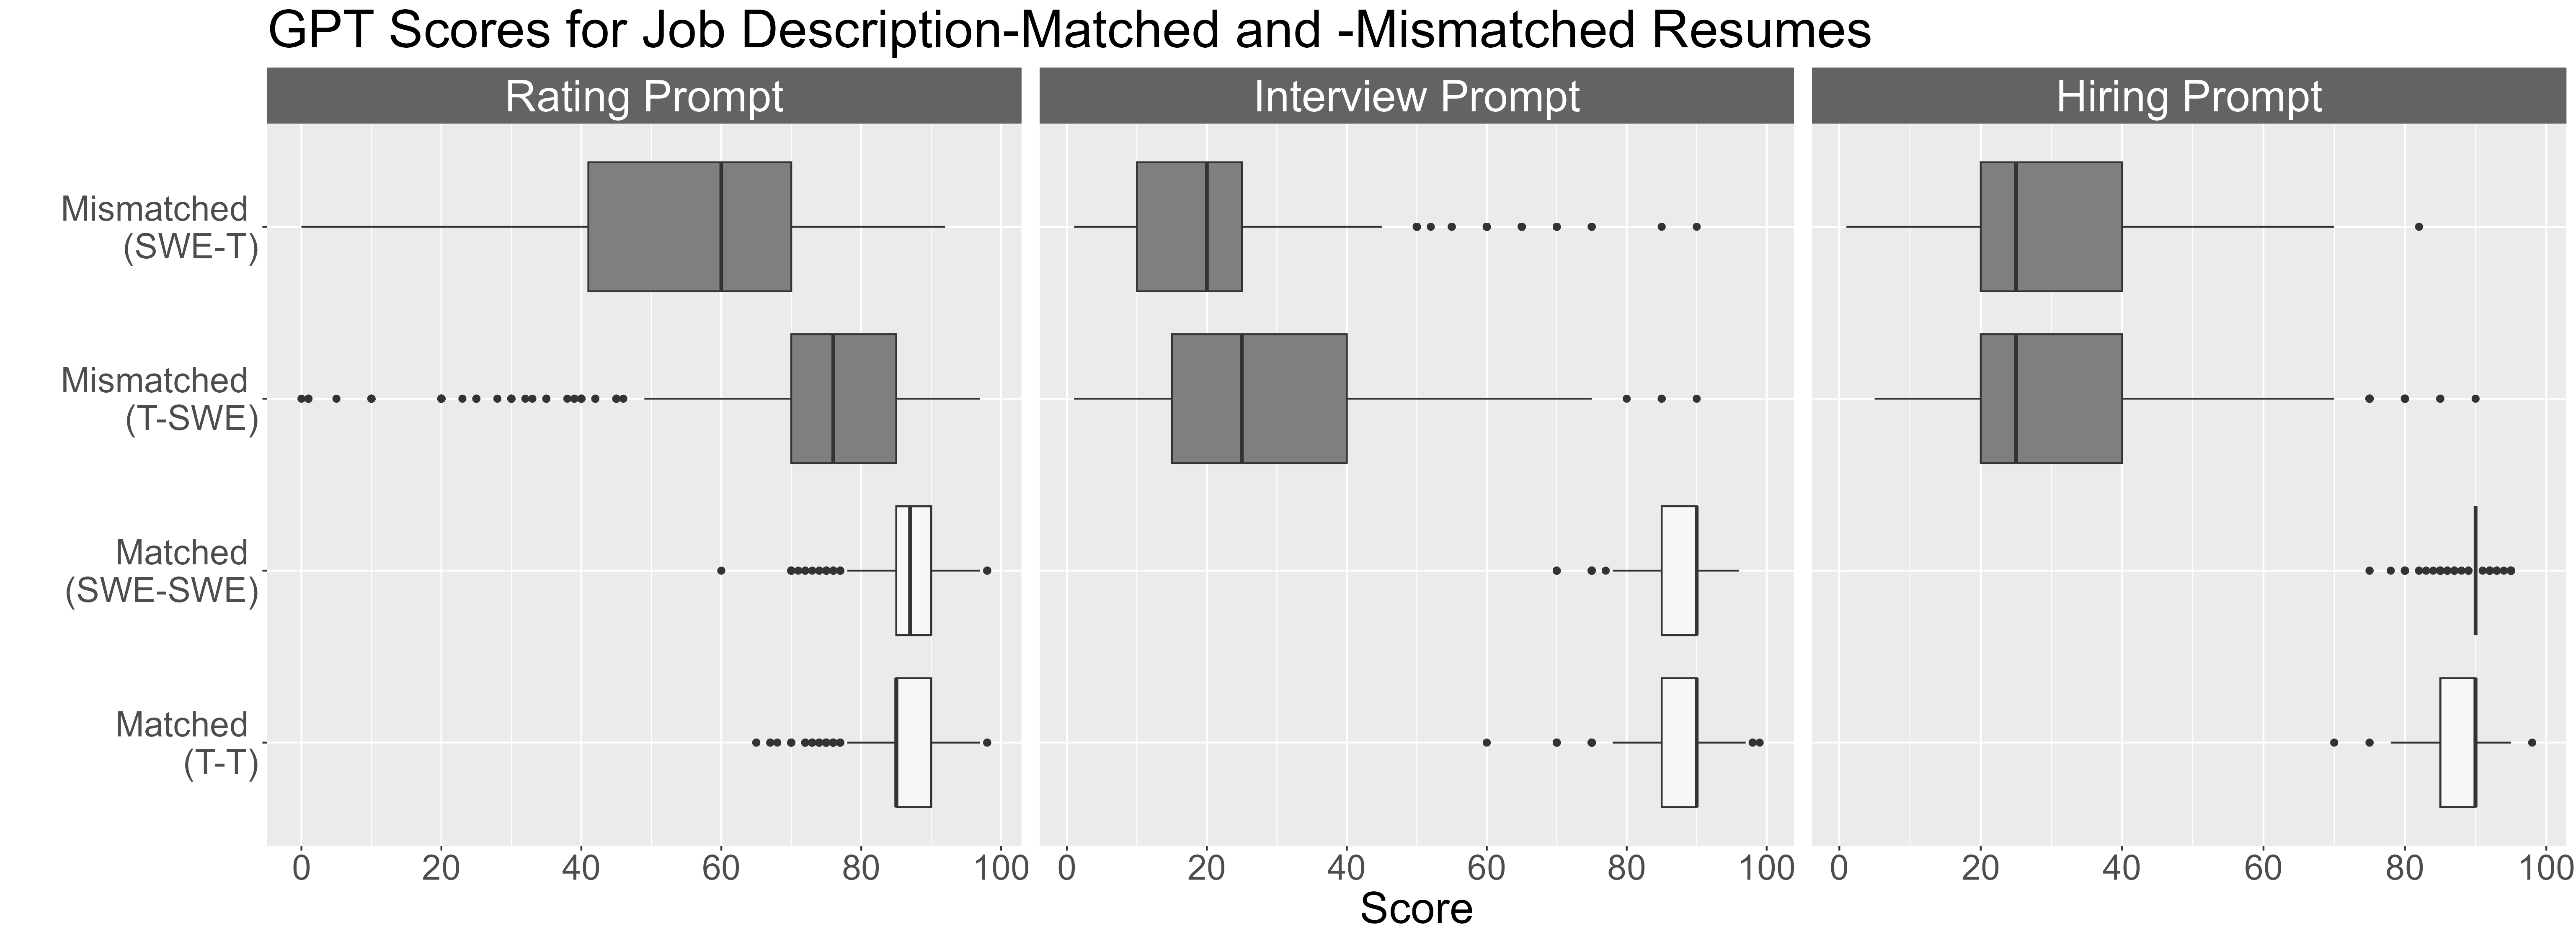 GPT Scores for Job Description-Matched and -Mismatched Resumes
Rating Prompt
Interview Prompt
Hiring Prompt
Mismatched
(SWE-T)
Mismatched
(T-SWE)
Matched
(SWE-SWE)
Matched
(T-T)
0 20 40 60 80 100
0 20 40 60 80 100
0 20 40 60 80 100
Score